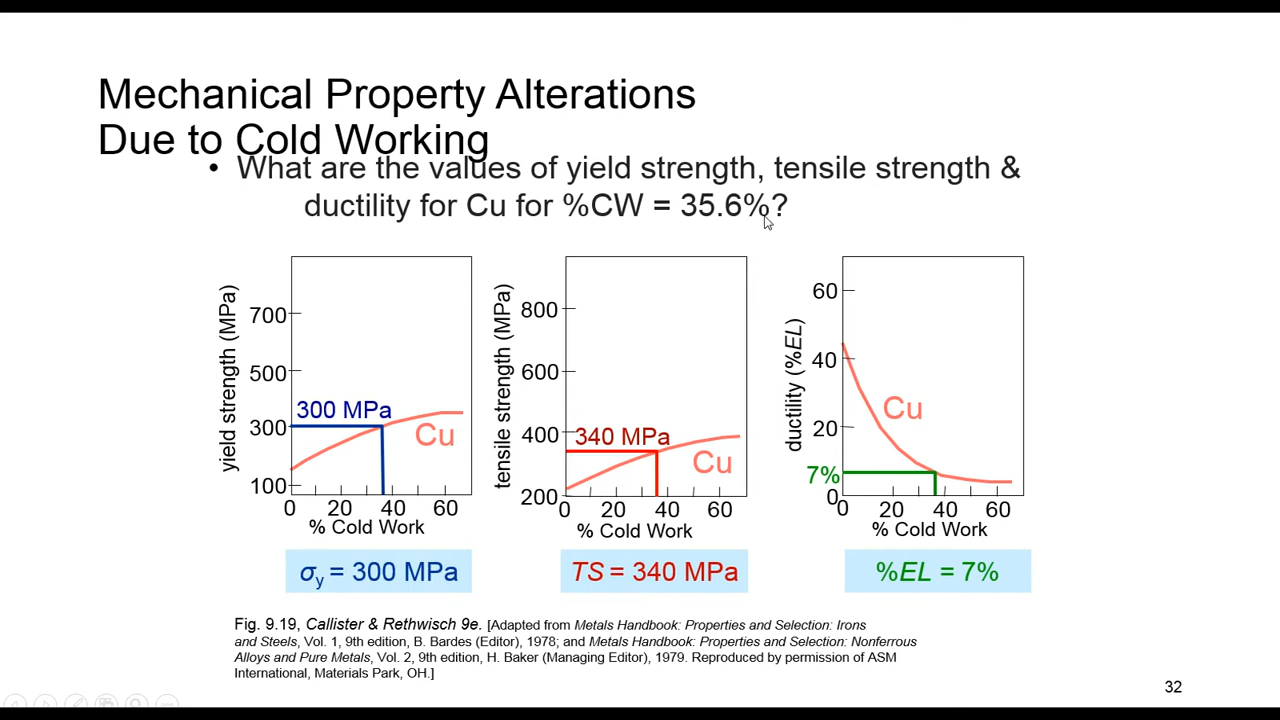 Mechanical Property Alterations
Due to Cold Working
• What are the values of yield strength, tensile strength &
ductility for Cu for %CW = 35.6%?
yield strength (MPa)
700
500
300
100
300 MPa
Cu
0 20 40 60
% Cold Work
σy = 300 MPa
tensile strength (MPa)
800
600
400
200
340 MPa
Cu
0 20 40 60
% Cold Work
TS = 340 MPa
ductility (%EL)
60
40
20
7%
0
Cu
0 20 40 60
% Cold Work
%EL = 7%
Fig. 9.19, Callister & Rethwisch 9e. [Adapted from Metals Handbook: Properties and Selection: Irons
and Steels, Vol. 1, 9th edition, B. Bardes (Editor), 1978; and Metals Handbook: Properties and Selection: Nonferrous
Alloys and Pure Metals, Vol. 2, 9th edition, H. Baker (Managing Editor), 1979. Reproduced by permission of ASM
International, Materials Park, OH.]
32